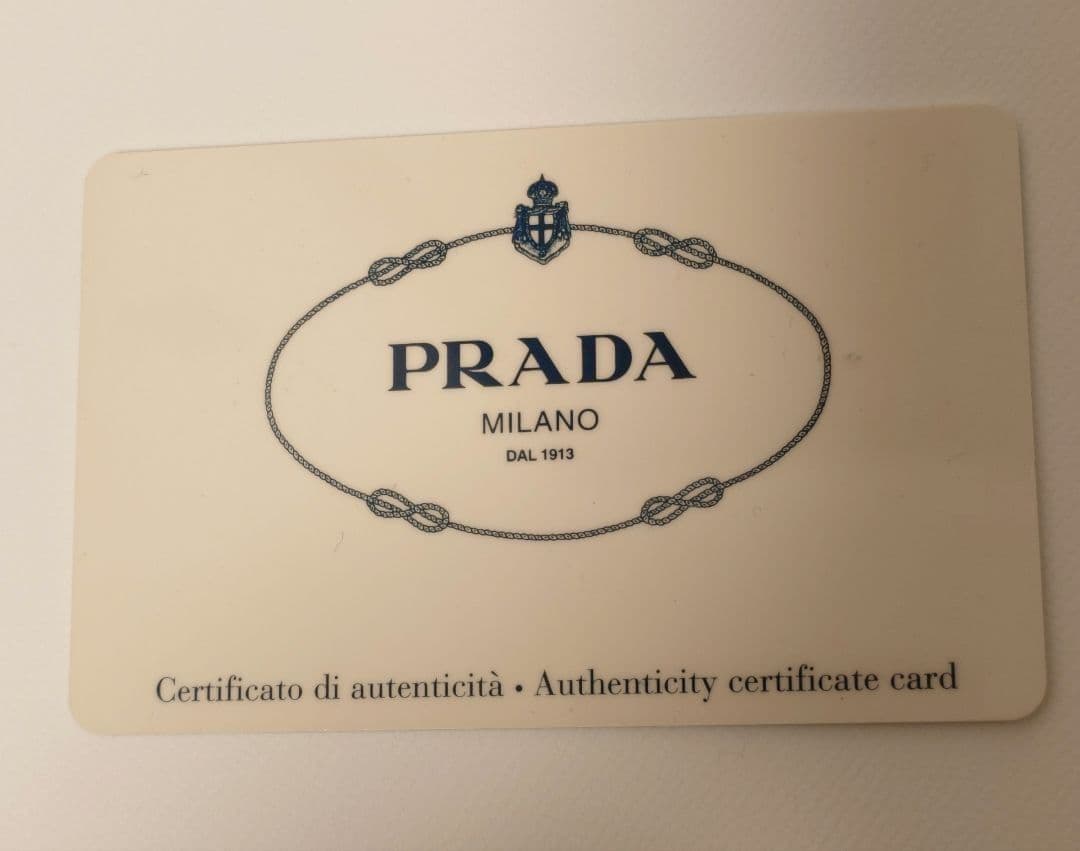 PRADA
MILANO
DAL 1913
Certificato di autenticità • Authenticity certificate card